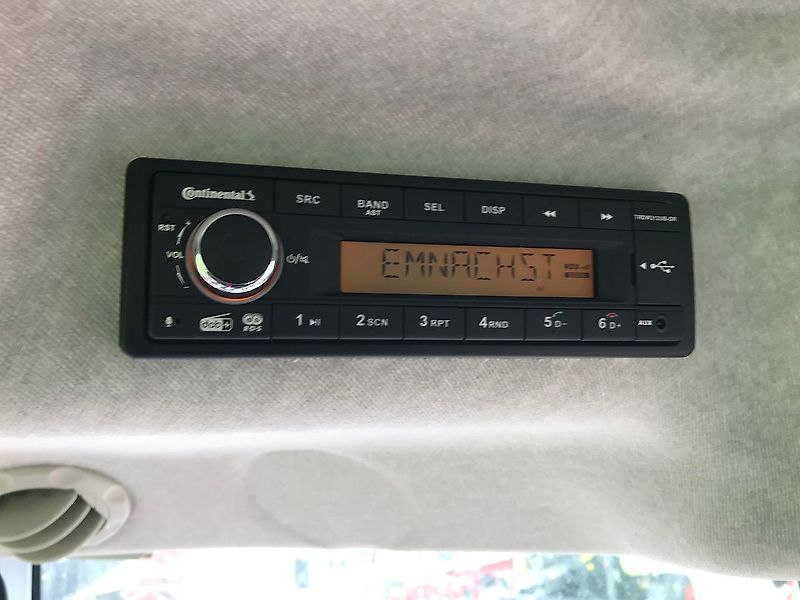 Continental
SRC
BAND
AST
SEL
DISP
RST
VOL
- +
EMNACHST
RDS
dab+
RDS
1
2 SCN
3 RPT
4 RND
5 D-
6 D+
AUX